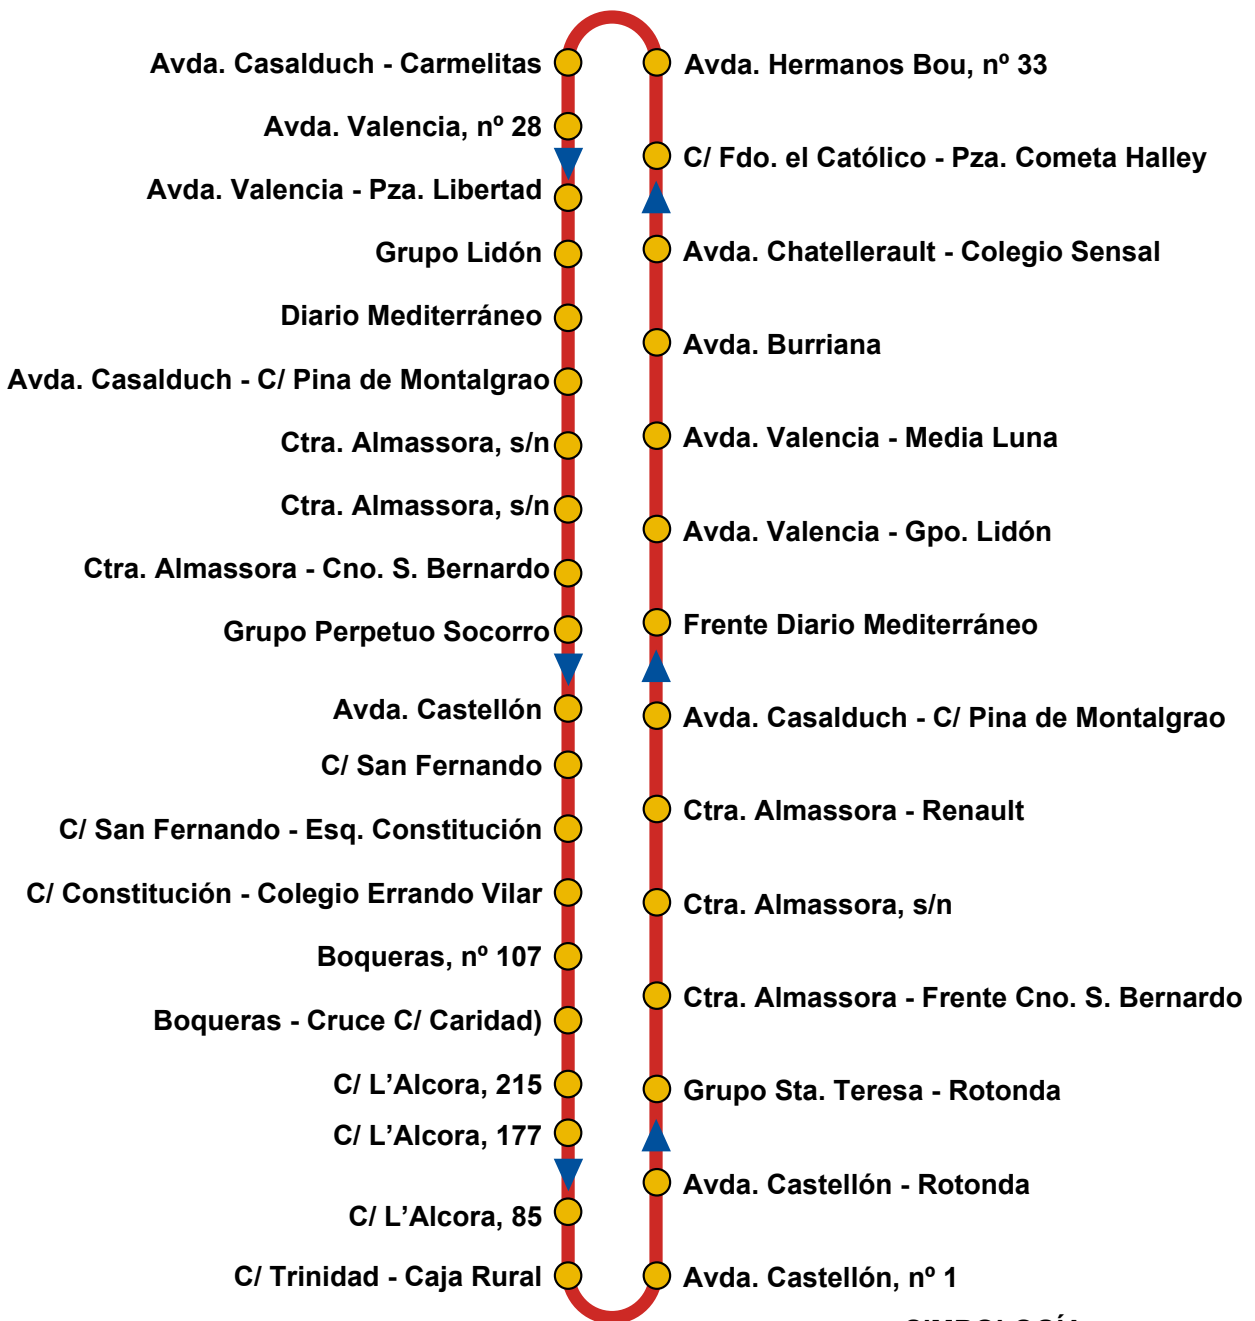 Avda. Casalduch - Carmelitas
Avda. Valencia, nº 28
Avda. Valencia - Pza. Libertad
Grupo Lidón
Diario Mediterráneo
Avda. Casalduch - C/ Pina de Montalgrao
Ctra. Almassora, s/n
Ctra. Almassora, s/n
Ctra. Almassora - Cno. S. Bernardo
Grupo Perpetuo Socorro
Avda. Castellón
C/ San Fernando
C/ San Fernando - Esq. Constitución
C/ Constitución - Colegio Errando Vilar
Boqueras, nº 107
Boqueras - Cruce C/ Caridad)
C/ L’Alcora, 215
C/ L’Alcora, 177
C/ L’Alcora, 85
C/ Trinidad - Caja Rural
Avda. Hermanos Bou, nº 33
C/ Fdo. el Católico - Pza. Cometa Halley
Avda. Chatellerault - Colegio Sensal
Avda. Burriana
Avda. Valencia - Media Luna
Avda. Valencia - Gpo. Lidón
Frente Diario Mediterráneo
Avda. Casalduch - C/ Pina de Montalgrao
Ctra. Almassora - Renault
Ctra. Almassora, s/n
Ctra. Almassora - Frente Cno. S. Bernardo
Grupo Sta. Teresa - Rotonda
Avda. Castellón - Rotonda
Avda. Castellón, nº 1
SIMBOLOGÍA